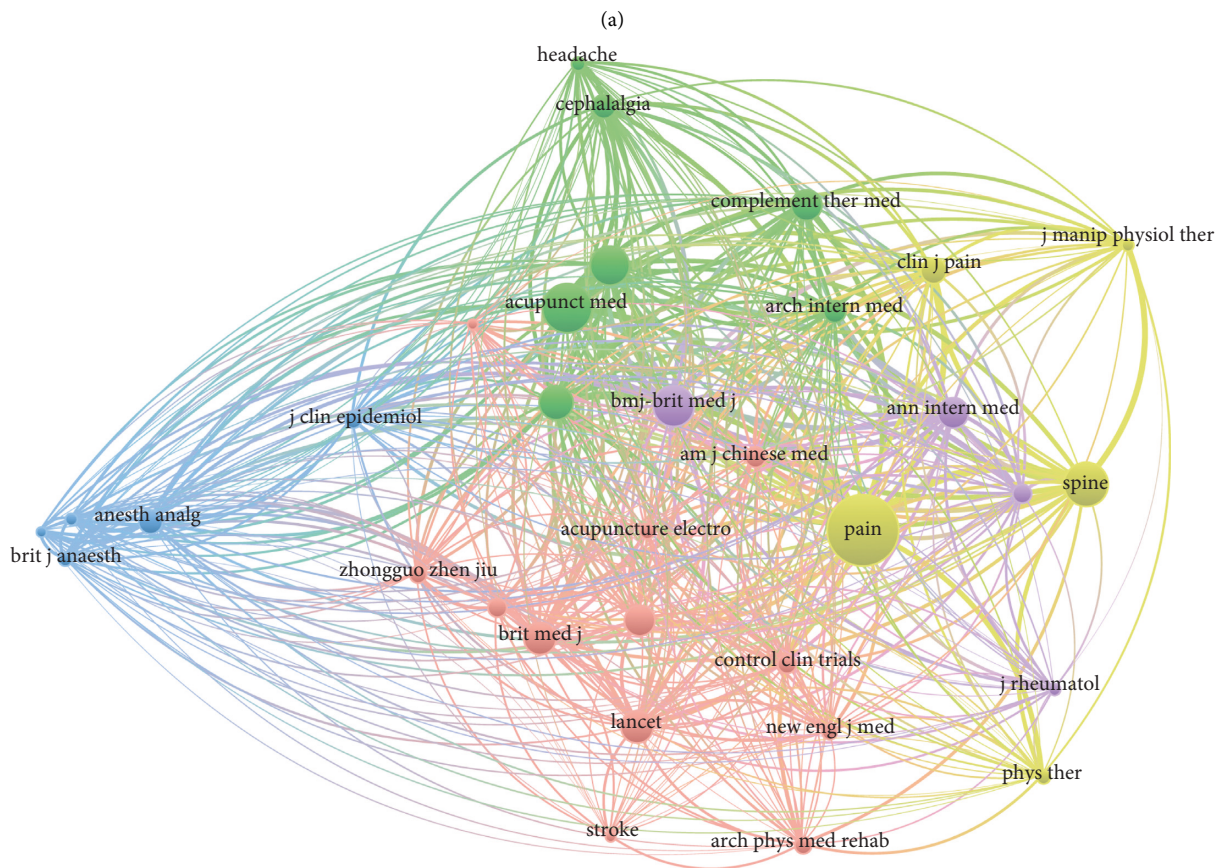 (a)
headache
cephalalgia
complement ther med
j manip physiol ther
clin j pain
acupunct med
arch intern med
j clin epidemiol
bmj-brit med j
ann intern med
am j chinese med
spine
anesth analg
acupuncture electro
pain
brit j anaesth
zhongguo zhen jiu
brit med j
control clin trials
j rheumatol
lancet
new engl j med
phys ther
stroke
arch phys med rehab